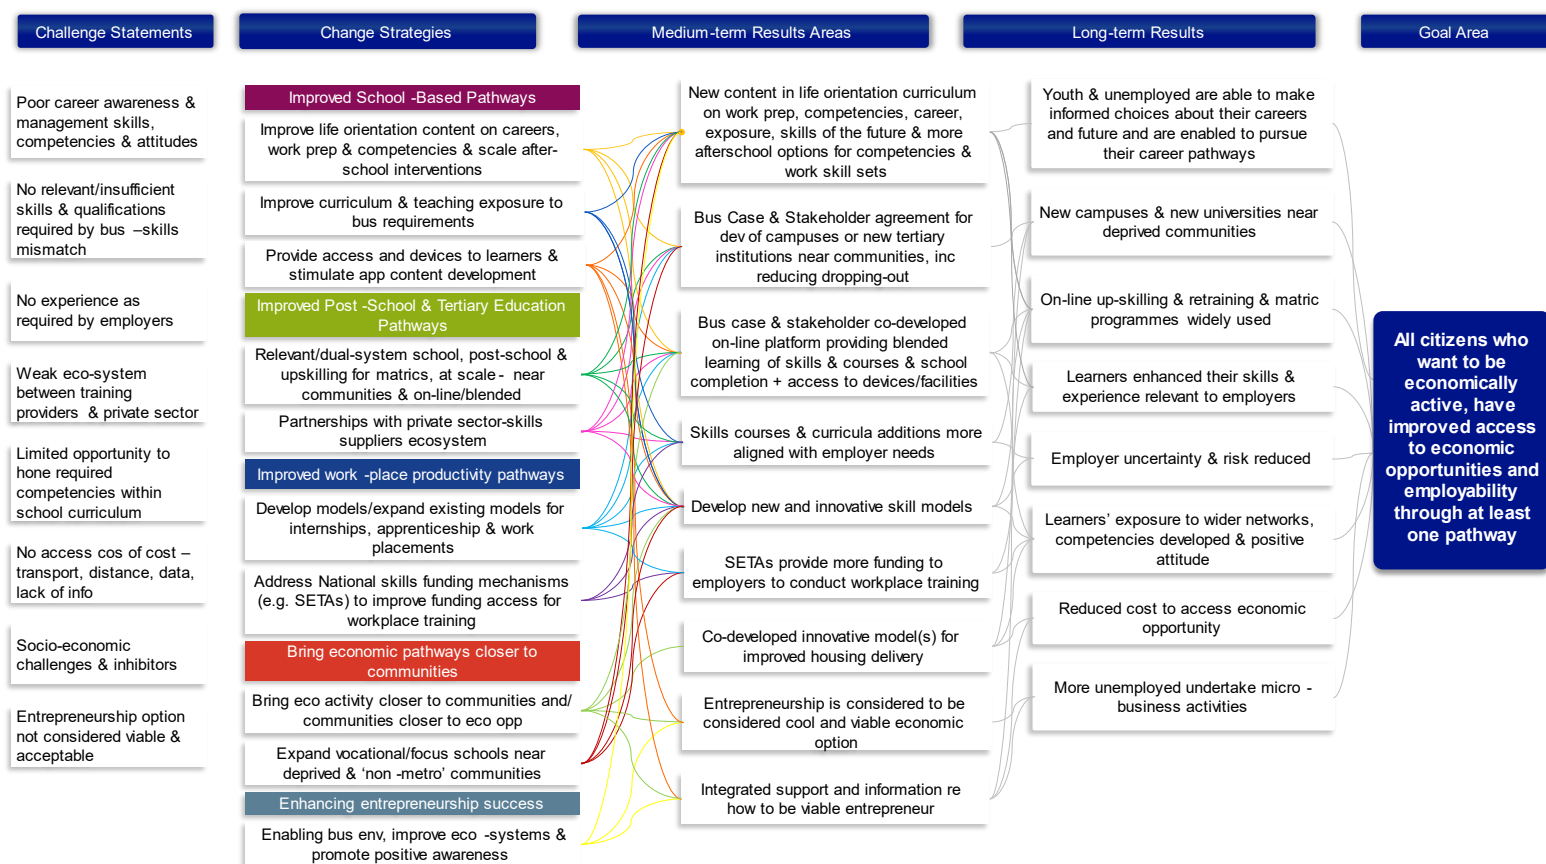 Challenge Statements
Change Strategies
Medium-term Results Areas
Long-term Results
Goal Area
Poor career awareness &
management skills,
competencies & attitudes
No relevant/insufficient
skills & qualifications
required by bus –skills
mismatch
No experience as
required by employers
Weak eco-system
between training
providers & private sector
Limited opportunity to
hone required
competencies within
school curriculum
No access cos of cost –
transport, distance, data,
lack of info
Socio-economic
challenges & inhibitors
Entrepreneurship option
not considered viable &
acceptable
Improved School -Based Pathways
Improve life orientation content on careers,
work prep & competencies & scale after-
school interventions
Improve curriculum & teaching exposure to
bus requirements
Provide access and devices to learners &
stimulate app content development
Improved Post -School & Tertiary Education
Pathways
Relevant/dual-system school, post-school &
upskilling for matrics, at scale - near
communities & on-line/blended
Partnerships with private sector-skills
suppliers ecosystem
Improved work -place productivity pathways
Develop models/expand existing models for
internships, apprenticeship & work
placements
Address National skills funding mechanisms
(e.g. SETAs) to improve funding access for
workplace training
Bring economic pathways closer to
communities
Bring eco activity closer to communities and/
communities closer to eco opp
Expand vocational/focus schools near
deprived & ‘non -metro’ communities
Enhancing entrepreneurship success
Enabling bus env, improve eco -systems &
promote positive awareness
New content in life orientation curriculum
on work prep, competencies, career,
exposure, skills of the future & more
afterschool options for competencies &
work skill sets
Bus Case & Stakeholder agreement for
dev of campuses or new tertiary
institutions near communities, inc
reducing dropping-out
Bus case & stakeholder co-developed
on-line platform providing blended
learning of skills & courses & school
completion + access to devices/facilities
Skills courses & curricula additions more
aligned with employer needs
Develop new and innovative skill models
SETAs provide more funding to
employers to conduct workplace training
Co-developed innovative model(s) for
improved housing delivery
Entrepreneurship is considered to be
considered cool and viable economic
option
Integrated support and information re
how to be viable entrepreneur
Youth & unemployed are able to make
informed choices about their careers
and future and are enabled to pursue
their career pathways
New campuses & new universities near
deprived communities
On-line up-skilling & retraining & matric
programmes widely used
Learners enhanced their skills &
experience relevant to employers
Employer uncertainty & risk reduced
Learners’ exposure to wider networks,
competencies developed & positive
attitude
Reduced cost to access economic
opportunity
More unemployed undertake micro -
business activities
All citizens who
want to be
economically
active, have
improved access
to economic
opportunities and
employability
through at least
one pathway